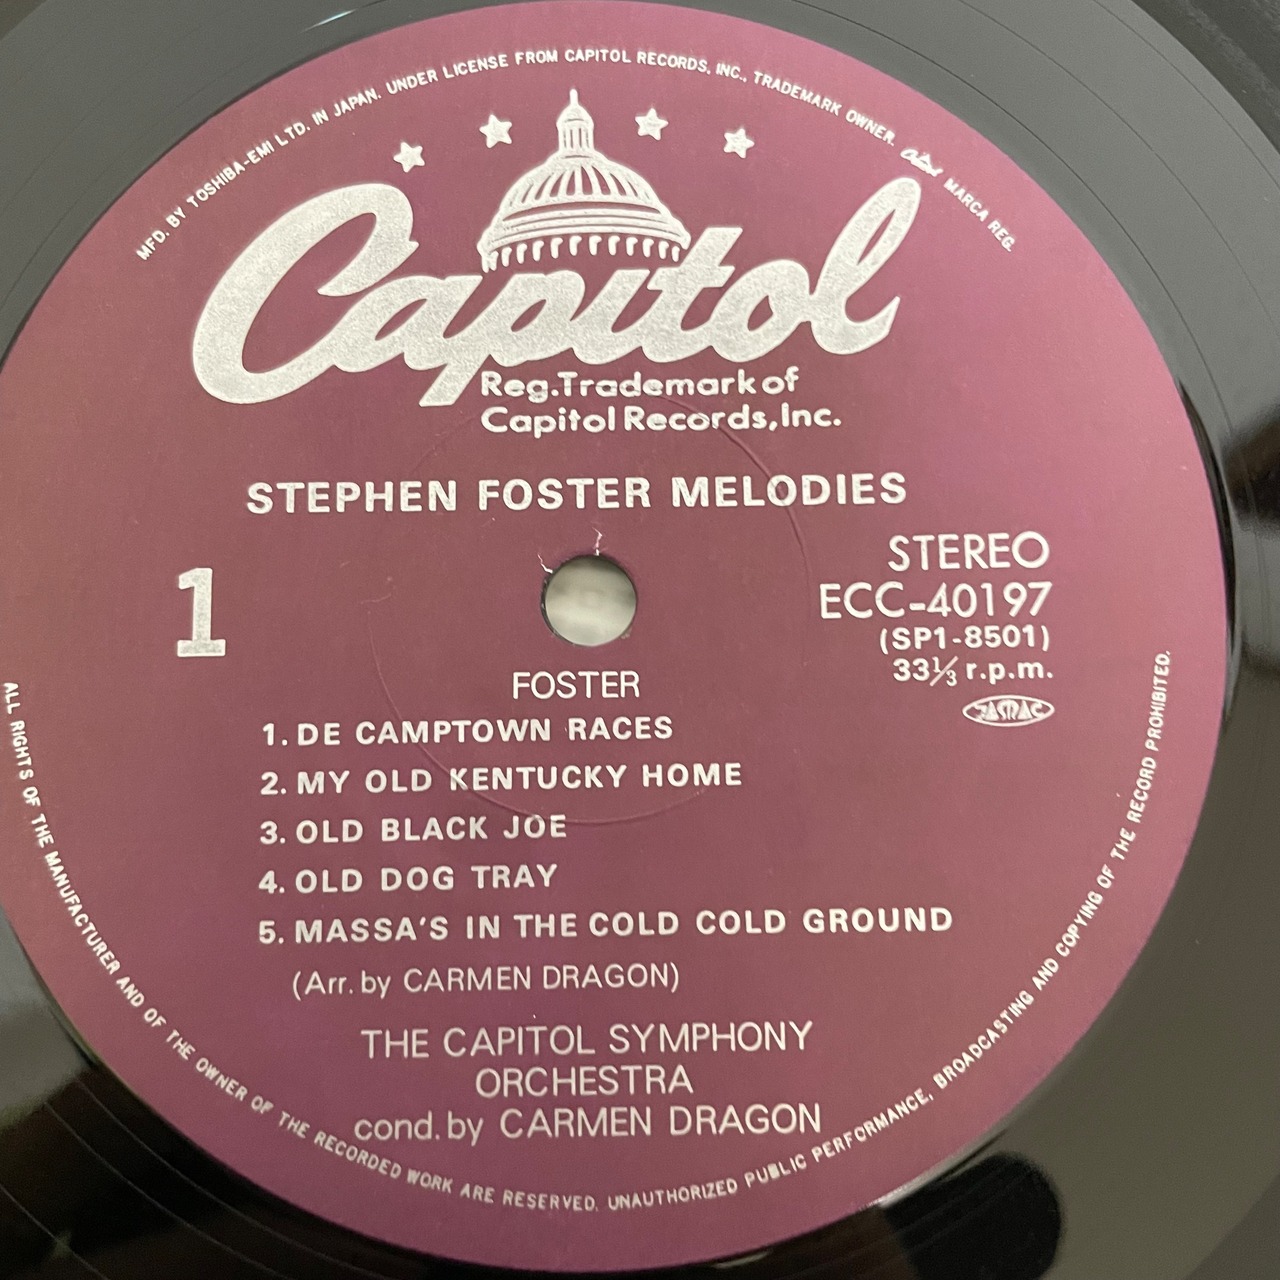 MFD. BY TOSHIBA-EMI LTD. IN JAPAN. UNDER LICENSE FROM CAPITOL RECORDS, INC., TRADEMARK OWNER. Capitol MARCA REG.
Capitol
Reg.Trademark of
Capitol Records,Inc.
STEPHEN FOSTER MELODIES
1
STEREO
ECC-40197
(SP1-8501)
33⅓ r.p.m.
JASRAC
FOSTER
1. DE CAMPTOWN RACES
2. MY OLD KENTUCKY HOME
3. OLD BLACK JOE
4. OLD DOG TRAY
5. MASSA'S IN THE COLD COLD GROUND
(Arr. by CARMEN DRAGON)
THE CAPITOL SYMPHONY
ORCHESTRA
cond. by CARMEN DRAGON
ALL RIGHTS OF THE MANUFACTURER AND OF THE OWNER OF THE RECORDED WORK ARE RESERVED. UNAUTHORIZED PUBLIC PERFORMANCE, BROADCASTING AND COPYING OF THE RECORD PROHIBITED.